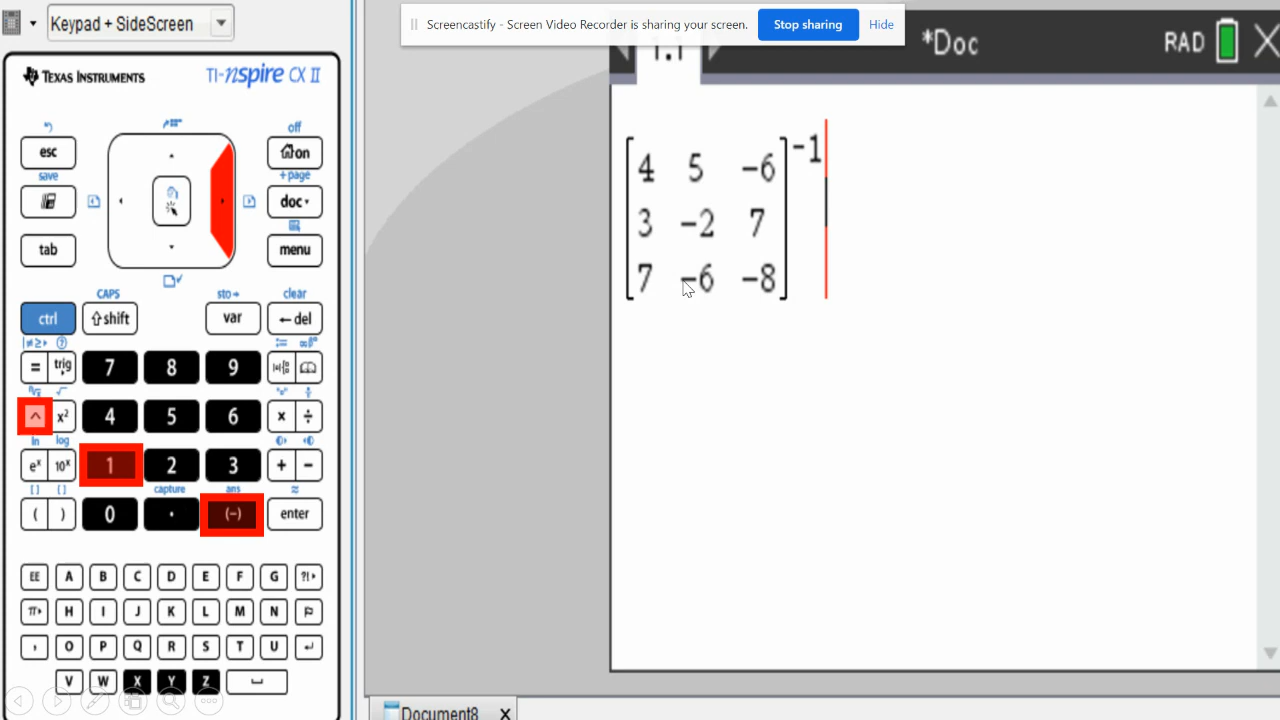 Keypad + SideScreen
Screencastify - Screen Video Recorder is sharing your screen. Stop sharing Hide
1.1 *Doc RAD
TEXAS INSTRUMENTS TI-nspire CX II
off
esc on
save + page
doc
tab menu
CAPS sto→ clear
ctrl shift var ← del
= trig 7 8 9
^ x² 4 5 6 × ÷
ln log
eˣ 10ˣ 1 2 3 + −
[ ] { } capture ans ≈
( ) 0 . (−) enter
EE A B C D E F G ?!
π H I J K L M N
, O P Q R S T U
V W X Y Z
4 5 −6 −1
3 −2 7
7 −6 −8
Document8 X